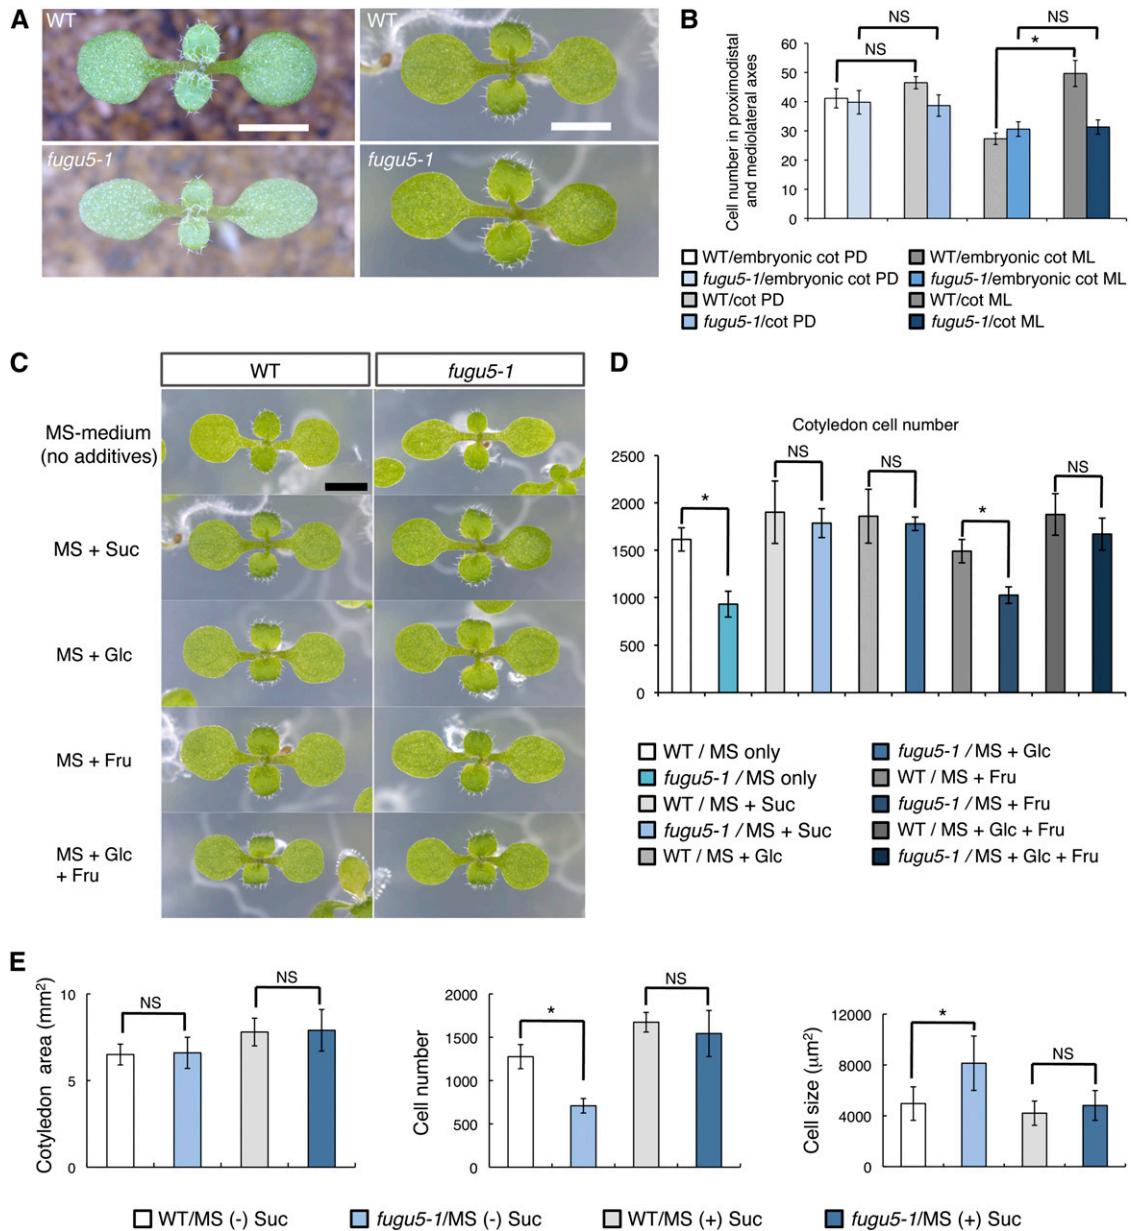 A
WT
WT
fugu5-1
fugu5-1
B
Cell number in proximodistal
and mediolateral axes
60
50
40
30
20
10
0
NS
NS
NS
*
WT/embryonic cot PD
fugu5-1/embryonic cot PD
WT/cot PD
fugu5-1/cot PD
WT/embryonic cot ML
fugu5-1/embryonic cot ML
WT/cot ML
fugu5-1/cot ML
C
WT
fugu5-1
MS-medium
(no additives)
MS + Suc
MS + Glc
MS + Fru
MS + Glc
+ Fru
D
Cotyledon cell number
2500
2000
1500
1000
500
0
*
NS
NS
*
NS
WT / MS only
fugu5-1 / MS only
WT / MS + Suc
fugu5-1 / MS + Suc
WT / MS + Glc
fugu5-1 / MS + Glc
WT / MS + Fru
fugu5-1 / MS + Fru
WT / MS + Glc + Fru
fugu5-1 / MS + Glc + Fru
E
Cotyledon area (mm²)
10
5
0
NS
NS
Cell number
2000
1500
1000
500
0
*
NS
Cell size (μm²)
12000
8000
4000
0
*
NS
WT/MS (-) Suc
fugu5-1/MS (-) Suc
WT/MS (+) Suc
fugu5-1/MS (+) Suc